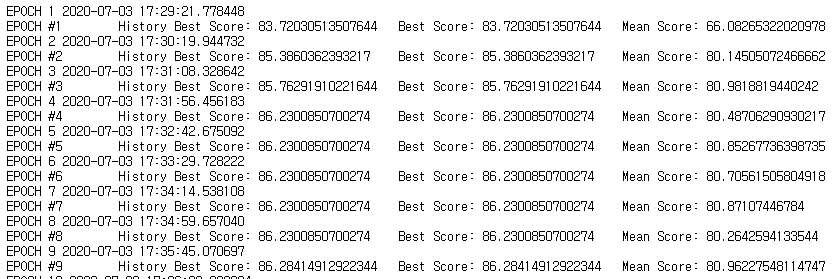 EPOCH 1 2020-07-03 17:29:21.778448
EPOCH #1 History Best Score: 83.72030513507644 Best Score: 83.72030513507644 Mean Score: 66.08265322020978
EPOCH 2 2020-07-03 17:30:19.944732
EPOCH #2 History Best Score: 85.3860362393217 Best Score: 85.3860362393217 Mean Score: 80.14505072466662
EPOCH 3 2020-07-03 17:31:08.328642
EPOCH #3 History Best Score: 85.76291910221644 Best Score: 85.76291910221644 Mean Score: 80.9818819440242
EPOCH 4 2020-07-03 17:31:56.456183
EPOCH #4 History Best Score: 86.2300850700274 Best Score: 86.2300850700274 Mean Score: 80.48706290930217
EPOCH 5 2020-07-03 17:32:42.675092
EPOCH #5 History Best Score: 86.2300850700274 Best Score: 86.2300850700274 Mean Score: 80.85267736398735
EPOCH 6 2020-07-03 17:33:29.728222
EPOCH #6 History Best Score: 86.2300850700274 Best Score: 86.2300850700274 Mean Score: 80.70561505804918
EPOCH 7 2020-07-03 17:34:14.538108
EPOCH #7 History Best Score: 86.2300850700274 Best Score: 86.2300850700274 Mean Score: 80.87107446784
EPOCH 8 2020-07-03 17:34:59.657040
EPOCH #8 History Best Score: 86.2300850700274 Best Score: 86.2300850700274 Mean Score: 80.2642594133544
EPOCH 9 2020-07-03 17:35:45.070697
EPOCH #9 History Best Score: 86.28414912922344 Best Score: 86.28414912922344 Mean Score: 80.96227548114747